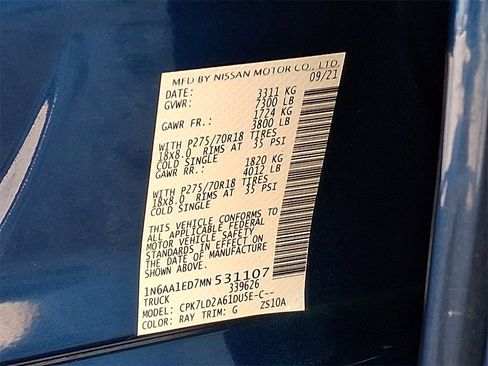 MFD BY NISSAN MOTOR CO., LTD.
DATE: 09/21
GVWR: 3311 KG
7300 LB
GAWR FR.: 1724 KG
3800 LB
WITH P275/70R18 TIRES
18X8.0 RIMS AT 35 PSI
COLD SINGLE
GAWR RR.: 1820 KG
4012 LB
WITH P275/70R18 TIRES
18X8.0 RIMS AT 35 PSI
COLD SINGLE
THIS VEHICLE CONFORMS TO
ALL APPLICABLE FEDERAL
MOTOR VEHICLE SAFETY
STANDARDS IN EFFECT ON
THE DATE OF MANUFACTURE
SHOWN ABOVE.
1N6AA1ED7MN531107
TRUCK 339626
MODEL: CPK7LD2A61DU5E-C--
COLOR: RAY TRIM: G ZS10A